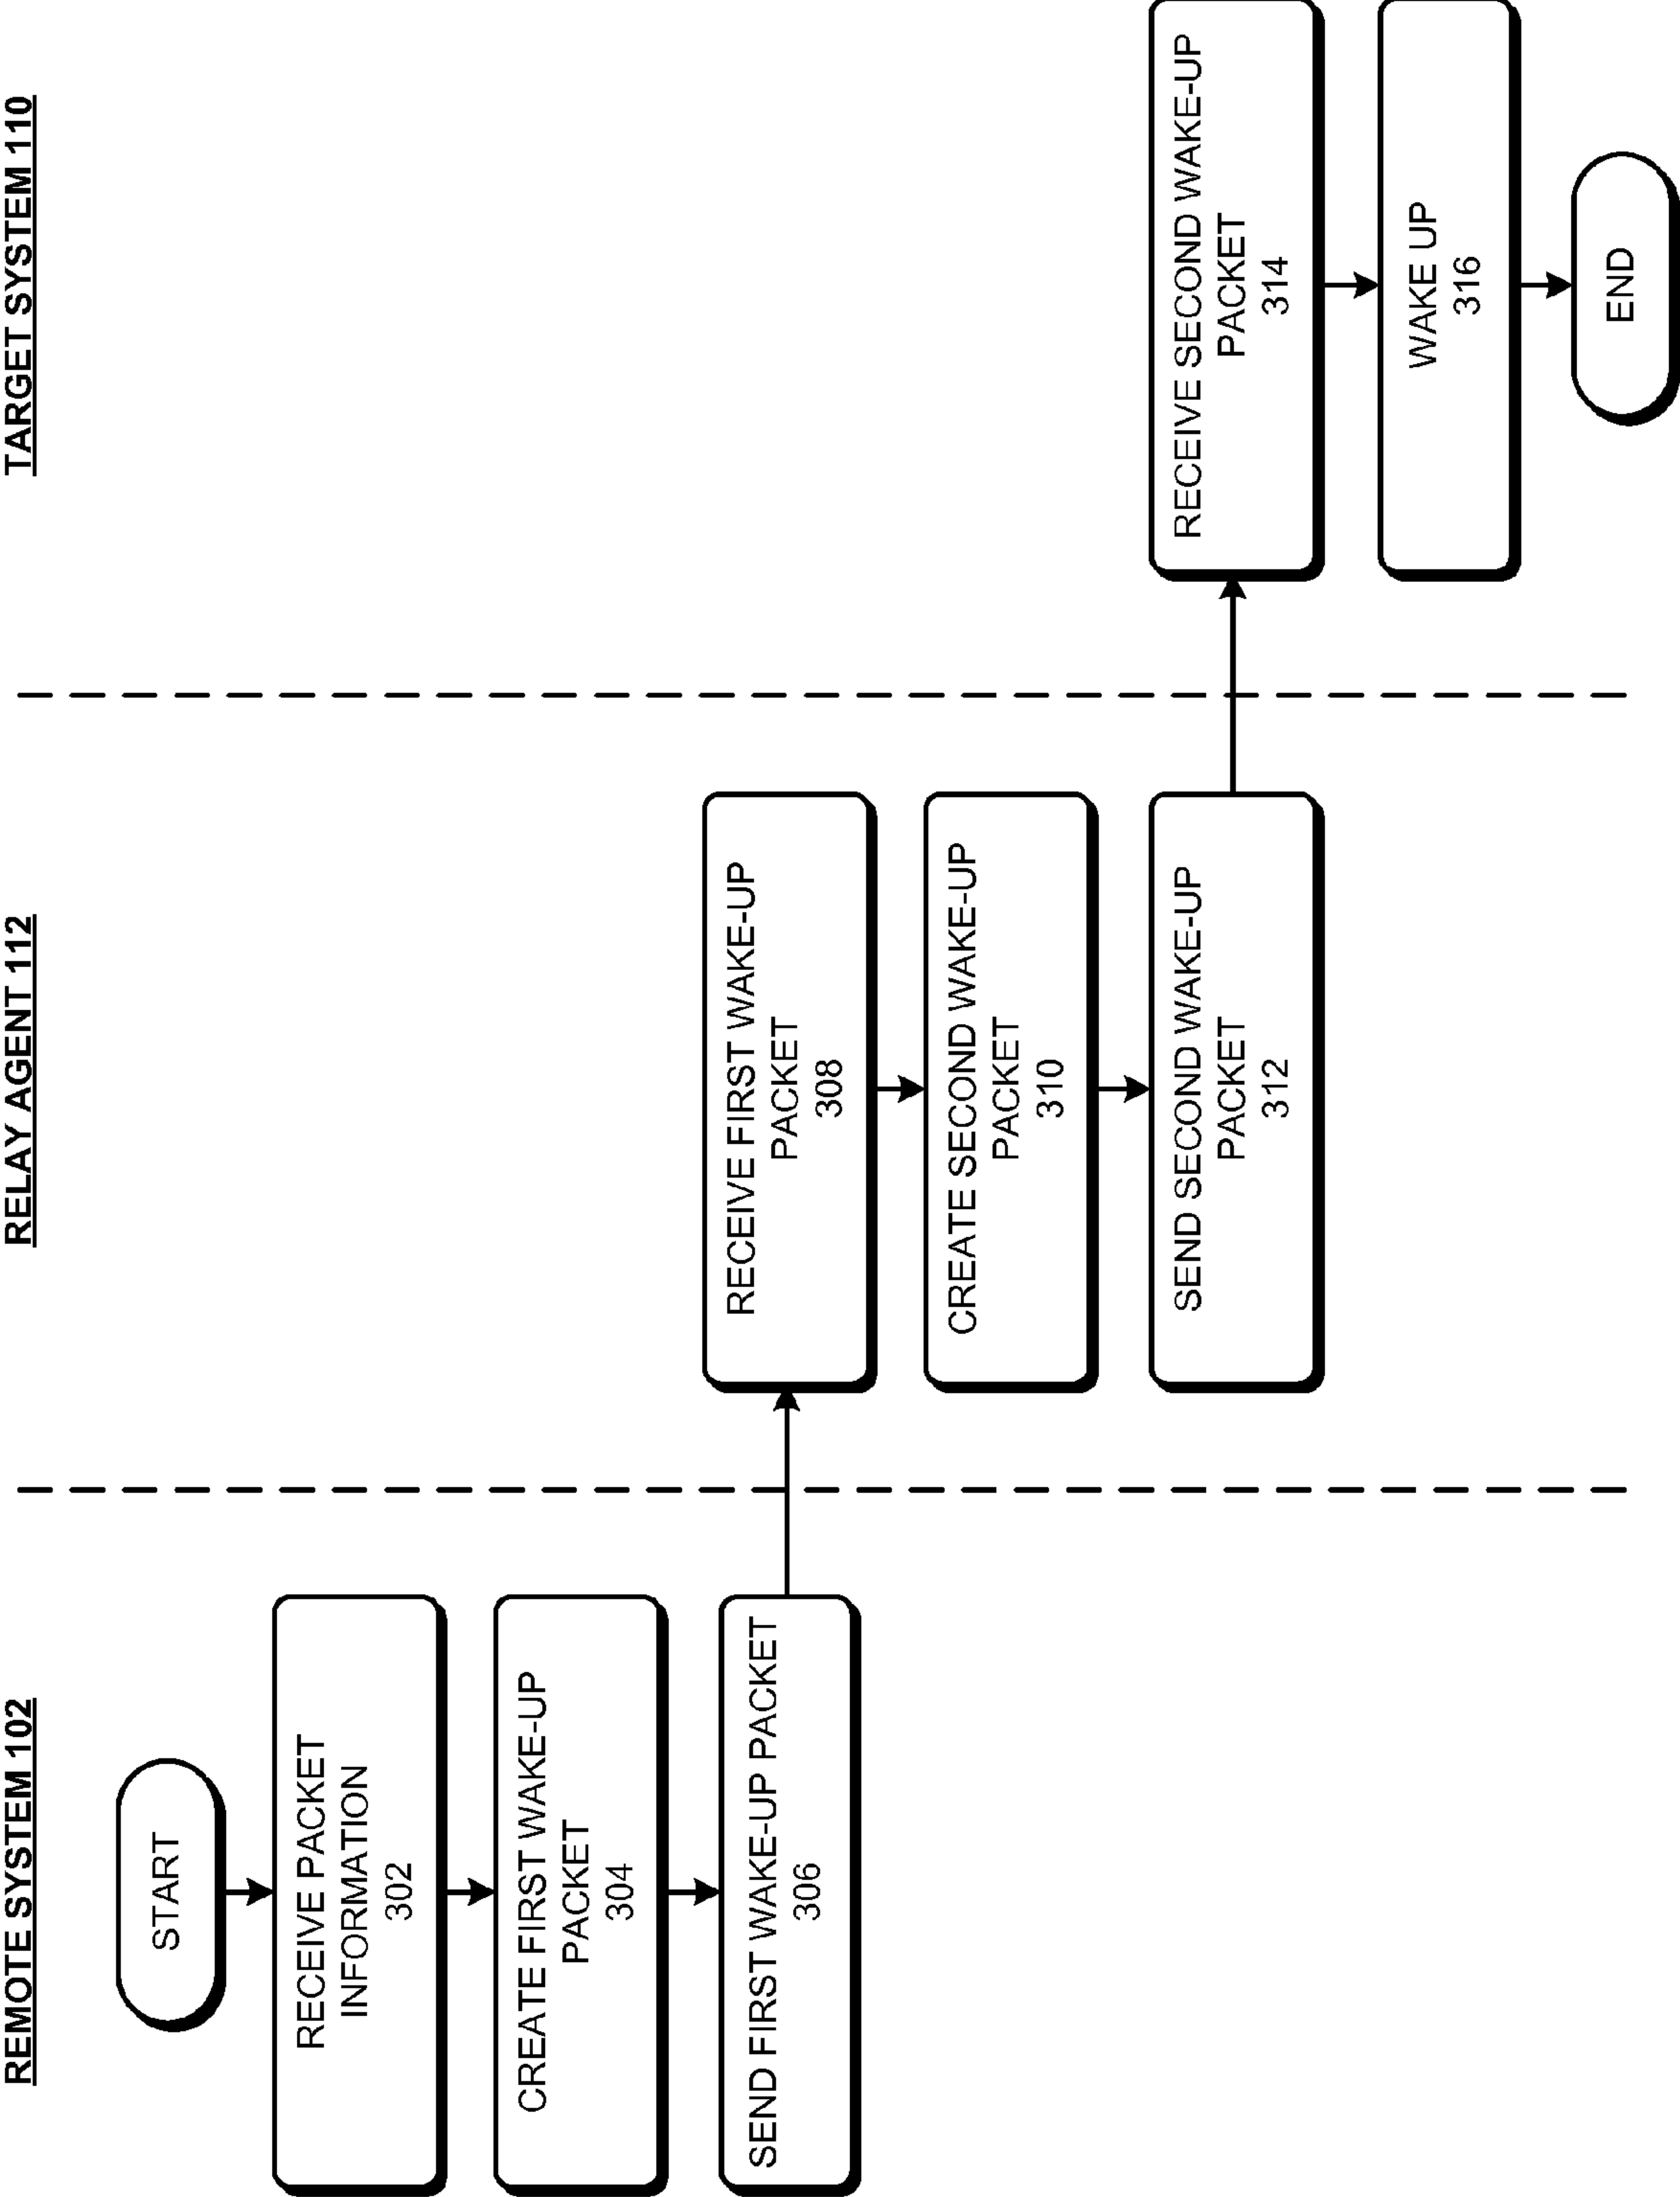 REMOTE SYSTEM 102
START
RECEIVE PACKET
INFORMATION
302
CREATE FIRST WAKE-UP
PACKET
304
SEND FIRST WAKE-UP PACKET
306
RELAY AGENT 112
RECEIVE FIRST WAKE-UP
PACKET
308
CREATE SECOND WAKE-UP
PACKET
310
SEND SECOND WAKE-UP
PACKET
312
TARGET SYSTEM 110
RECEIVE SECOND WAKE-UP
PACKET
314
WAKE UP
316
END